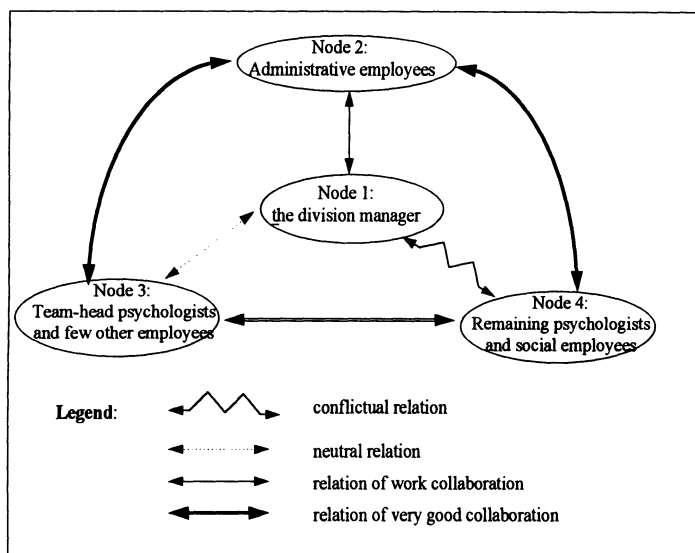 Node 2:
Administrative employees
Node 1:
the division manager
Node 3:
Team-head psychologists
and few other employees
Node 4:
Remaining psychologists
and social employees
Legend:
conflictual relation
neutral relation
relation of work collaboration
relation of very good collaboration